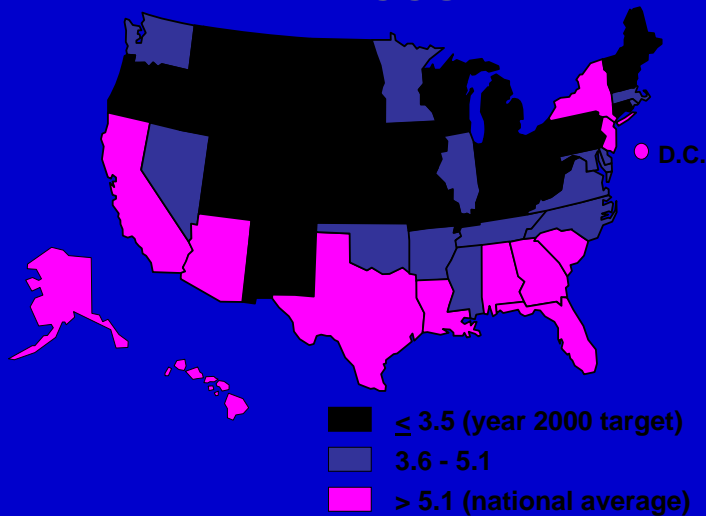 D.C.
≤ 3.5 (year 2000 target)
3.6 - 5.1
> 5.1 (national average)